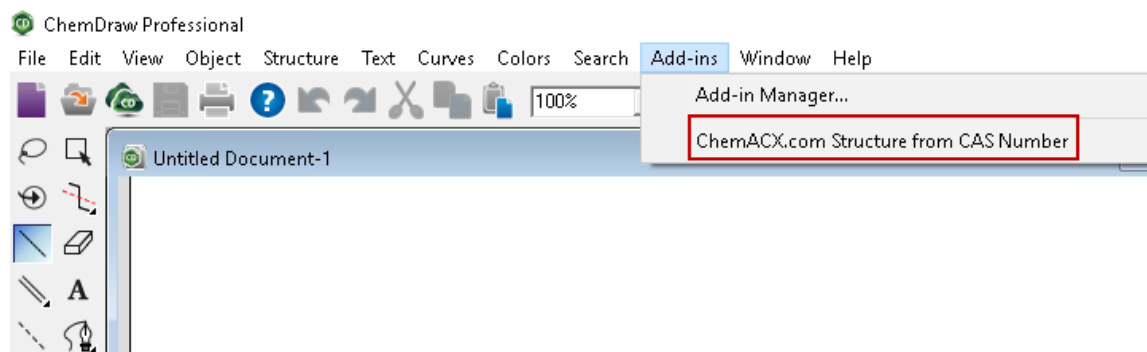 ChemDraw Professional
File Edit View Object Structure Text Curves Colors Search Add-ins Window Help
100%
Add-in Manager...
ChemACX.com Structure from CAS Number
Untitled Document-1
A